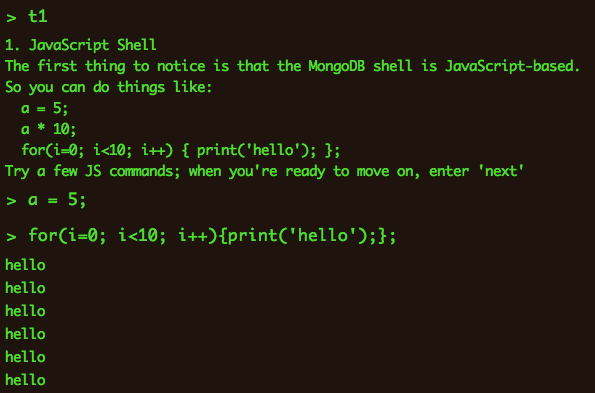 > t1
1. JavaScript Shell
The first thing to notice is that the MongoDB shell is JavaScript-based.
So you can do things like:
  a = 5;
  a * 10;
  for(i=0; i<10; i++) { print('hello'); };
Try a few JS commands; when you're ready to move on, enter 'next'
> a = 5;
> for(i=0; i<10; i++){print('hello');};
hello
hello
hello
hello
hello
hello